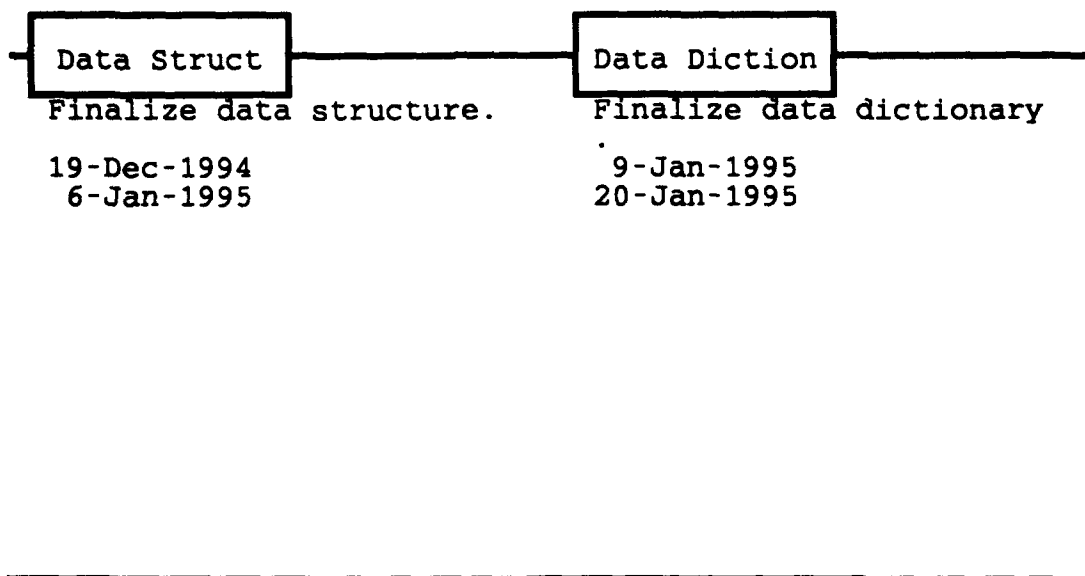 Data Struct
Finalize data structure.
19-Dec-1994
6-Jan-1995
Data Diction
Finalize data dictionary
.
9-Jan-1995
20-Jan-1995